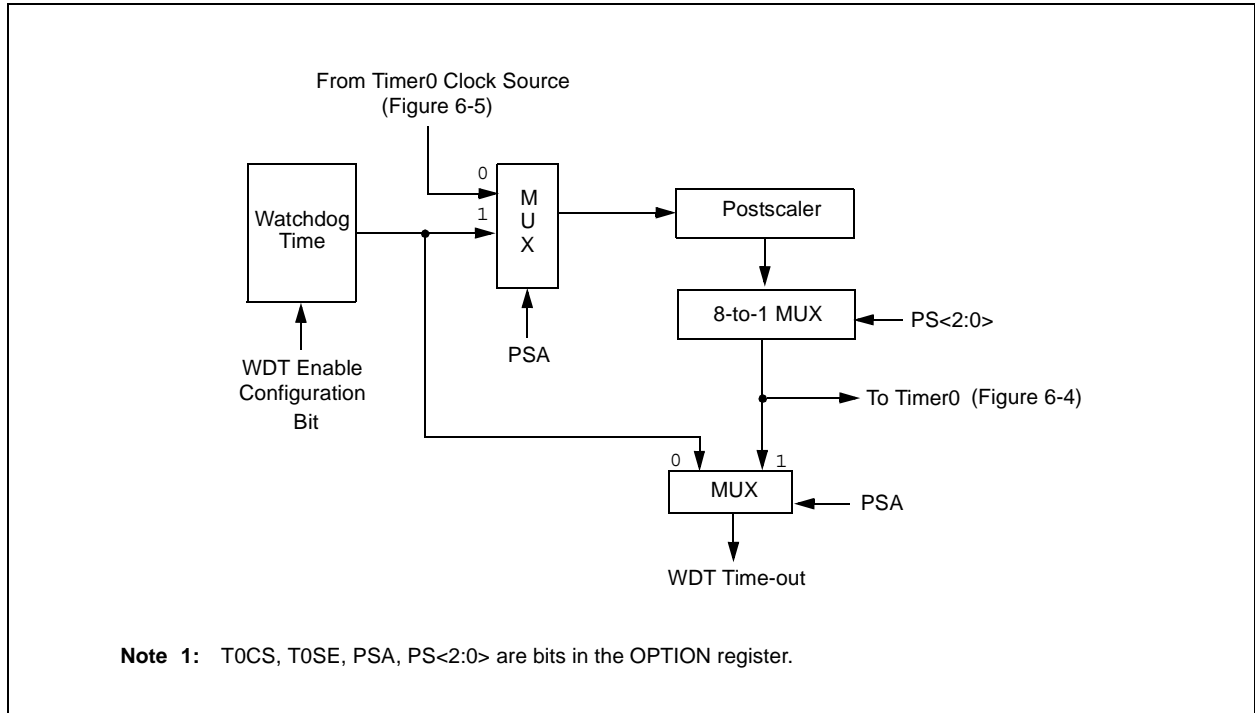 From Timer0 Clock Source
(Figure 6-5)
0
1
M
U
X
Postscaler
Watchdog
Time
8-to-1 MUX
PS<2:0>
PSA
WDT Enable
Configuration
Bit
To Timer0 (Figure 6-4)
0
1
MUX
PSA
WDT Time-out
Note 1: T0CS, T0SE, PSA, PS<2:0> are bits in the OPTION register.